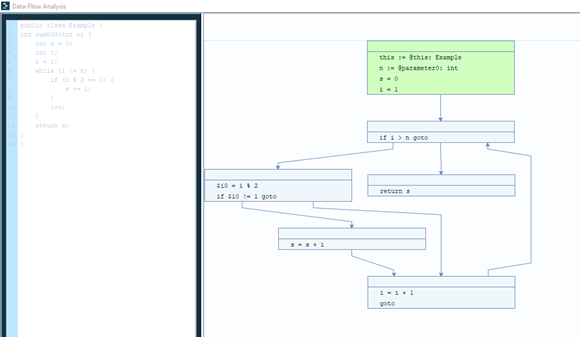 Data-Flow Analysis
public class Example {
int sumOdd(int n) {
int s = 0;
int i;
i = 1;
while (i <= n) {
if (i % 2 == 1) {
s += i;
}
i++;
}
return s;
}
this := @this: Example
n := @parameter0: int
s = 0
i = 1
if i > n goto
$i0 = i % 2
if $i0 != 1 goto
return s
s = s + i
i = i + 1
goto